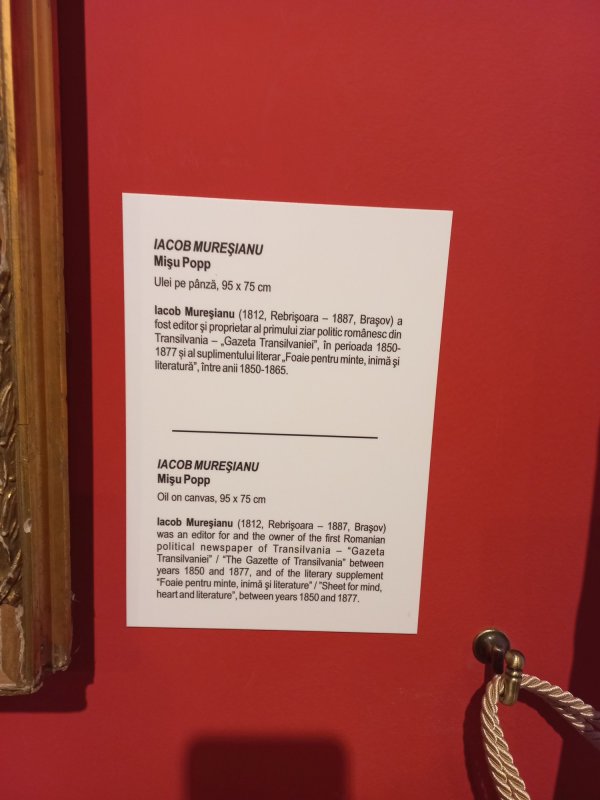 IACOB MUREŞIANU
Mişu Popp
Ulei pe pânză, 95 x 75 cm
Iacob Mureşianu (1812, Rebrişoara – 1887, Braşov) a
fost editor şi proprietar al primului ziar politic românesc din
Transilvania – „Gazeta Transilvaniei”, în perioada 1850-
1877 şi al suplimentului literar „Foaie pentru minte, inimă şi
literatură”, între anii 1850-1865.
IACOB MUREŞIANU
Mişu Popp
Oil on canvas, 95 x 75 cm
Iacob Mureşianu (1812, Rebrişoara – 1887, Braşov)
was an editor for and the owner of the first Romanian
political newspaper of Transilvania – “Gazeta
Transilvaniei” / “The Gazette of Transilvania” between
years 1850 and 1877, and of the literary supplement
“Foaie pentru minte, inimă şi literature” / ”Sheet for mind,
heart and literature”, between years 1850 and 1877.